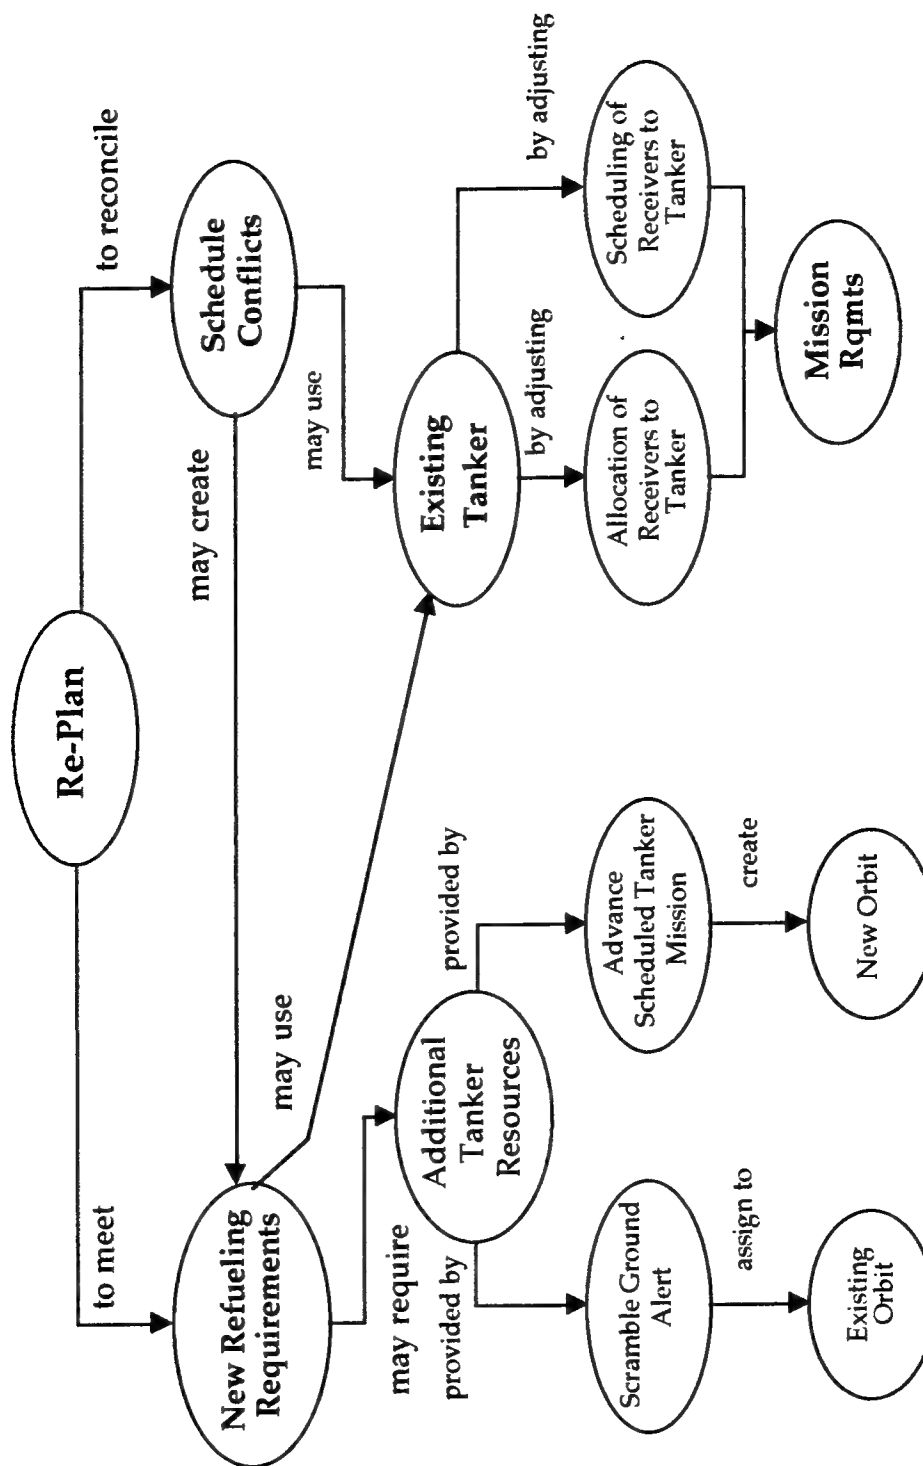 Re-Plan
to meet
to reconcile
New Refueling
Requirements
may create
Schedule
Conflicts
may use
may use
may require
Additional
Tanker
Resources
Existing
Tanker
provided by
provided by
by adjusting
by adjusting
Scramble Ground
Alert
Advance
Scheduled Tanker
Mission
Allocation of
Receivers to
Tanker
Scheduling of
Receivers to
Tanker
assign to
create
Existing
Orbit
New Orbit
Mission
Rqmts